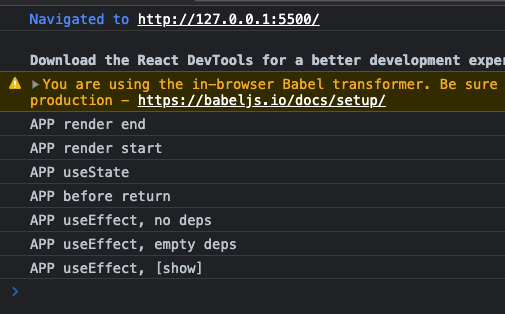 Navigated to http://127.0.0.1:5500/
Download the React DevTools for a better development
You are using the in-browser Babel transformer. Be sure
production – https://babeljs.io/docs/setup/
APP render end
APP render start
APP useState
APP before return
APP useEffect, no deps
APP useEffect, empty deps
APP useEffect, [show]